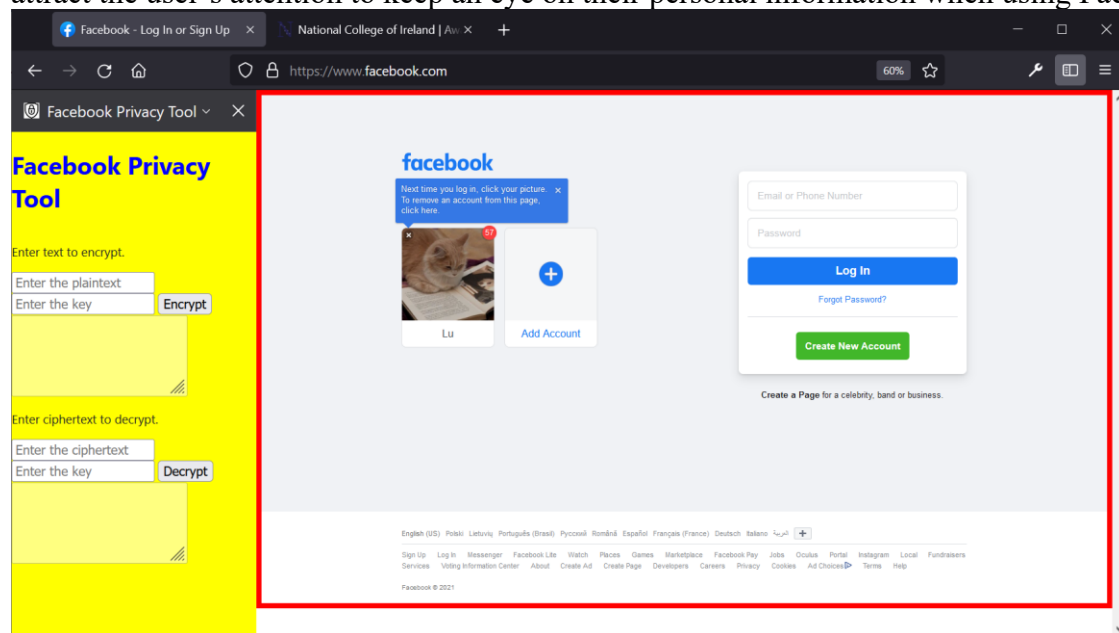 attract the user's attention to keep an eye on their personal information when using Fac
Facebook - Log In or Sign Up
National College of Ireland | Aw
https://www.facebook.com
60%
Facebook Privacy Tool
Facebook Privacy
Tool
Enter text to encrypt.
Enter the plaintext
Enter the key
Encrypt
Enter ciphertext to decrypt.
Enter the ciphertext
Enter the key
Decrypt
facebook
Next time you log in, click your picture.
To remove an account from this page,
click here.
57
Lu
Add Account
Email or Phone Number
Password
Log In
Forgot Password?
Create New Account
Create a Page for a celebrity, band or business.
English (US) Polski Lietuvių Português (Brasil) Русский Română Español Français (France) Deutsch Italiano العربية
Sign Up Log In Messenger Facebook Lite Watch Places Games Marketplace Facebook Pay Jobs Oculus Portal Instagram Local Fundraisers
Services Voting Information Center About Create Ad Create Page Developers Careers Privacy Cookies Ad Choices Terms Help
Facebook © 2021